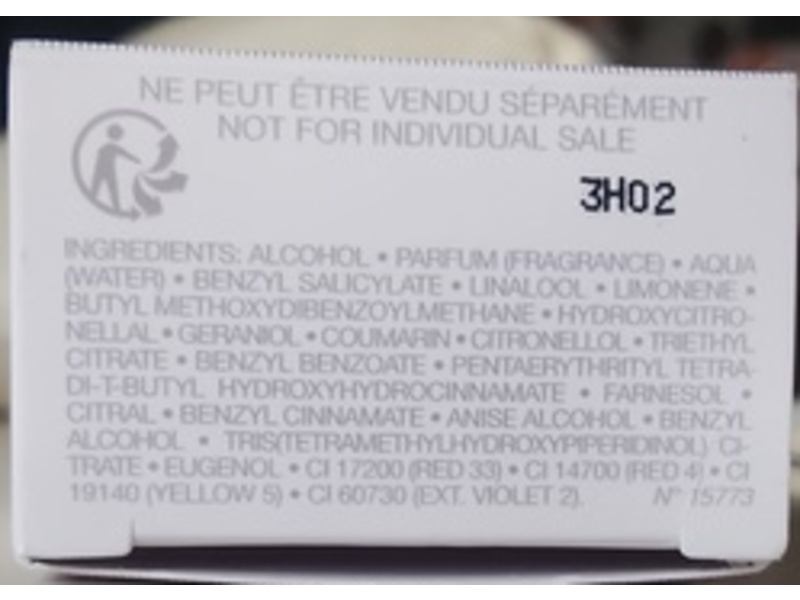 NE PEUT ÊTRE VENDU SÉPARÉMENT
NOT FOR INDIVIDUAL SALE
3H02
INGREDIENTS: ALCOHOL • PARFUM (FRAGRANCE) • AQUA
(WATER) • BENZYL SALICYLATE • LINALOOL • LIMONENE •
BUTYL METHOXYDIBENZOYLMETHANE • HYDROXYCITRO-
NELLAL • GERANIOL • COUMARIN • CITRONELLOL • TRIETHYL
CITRATE • BENZYL BENZOATE • PENTAERYTHRITYL TETRA-
DI-T-BUTYL HYDROXYHYDROCINNAMATE • FARNESOL •
CITRAL • BENZYL CINNAMATE • ANISE ALCOHOL • BENZYL
ALCOHOL • TRIS(TETRAMETHYLHYDROXYPIPERIDINOL) CI-
TRATE • EUGENOL • CI 17200 (RED 33) • CI 14700 (RED 4) • CI
19140 (YELLOW 5) • CI 60730 (EXT. VIOLET 2). N° 15773